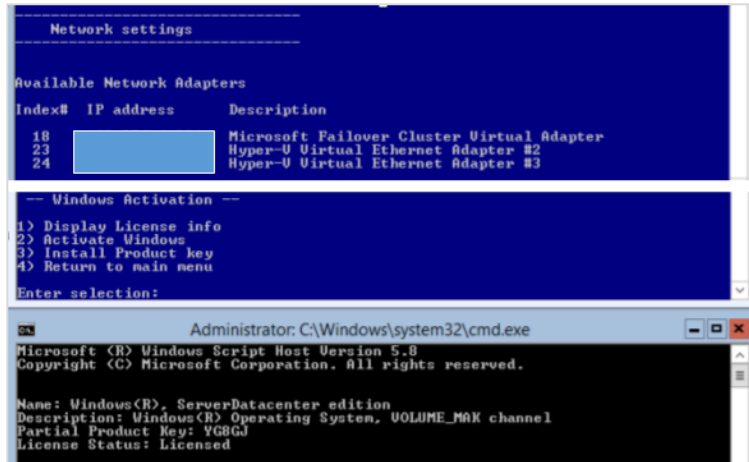 Network settings
Available Network Adapters
Index# IP address Description
18 Microsoft Failover Cluster Virtual Adapter
23 Hyper-V Virtual Ethernet Adapter #2
24 Hyper-V Virtual Ethernet Adapter #3
-- Windows Activation --
1) Display License info
2) Activate Windows
3) Install Product key
4) Return to main menu
Enter selection:
Administrator: C:\Windows\system32\cmd.exe
Microsoft (R) Windows Script Host Version 5.8
Copyright (C) Microsoft Corporation. All rights reserved.
Name: Windows(R), ServerDatacenter edition
Description: Windows(R) Operating System, VOLUME_MAK channel
Partial Product Key: YG8GJ
License Status: Licensed